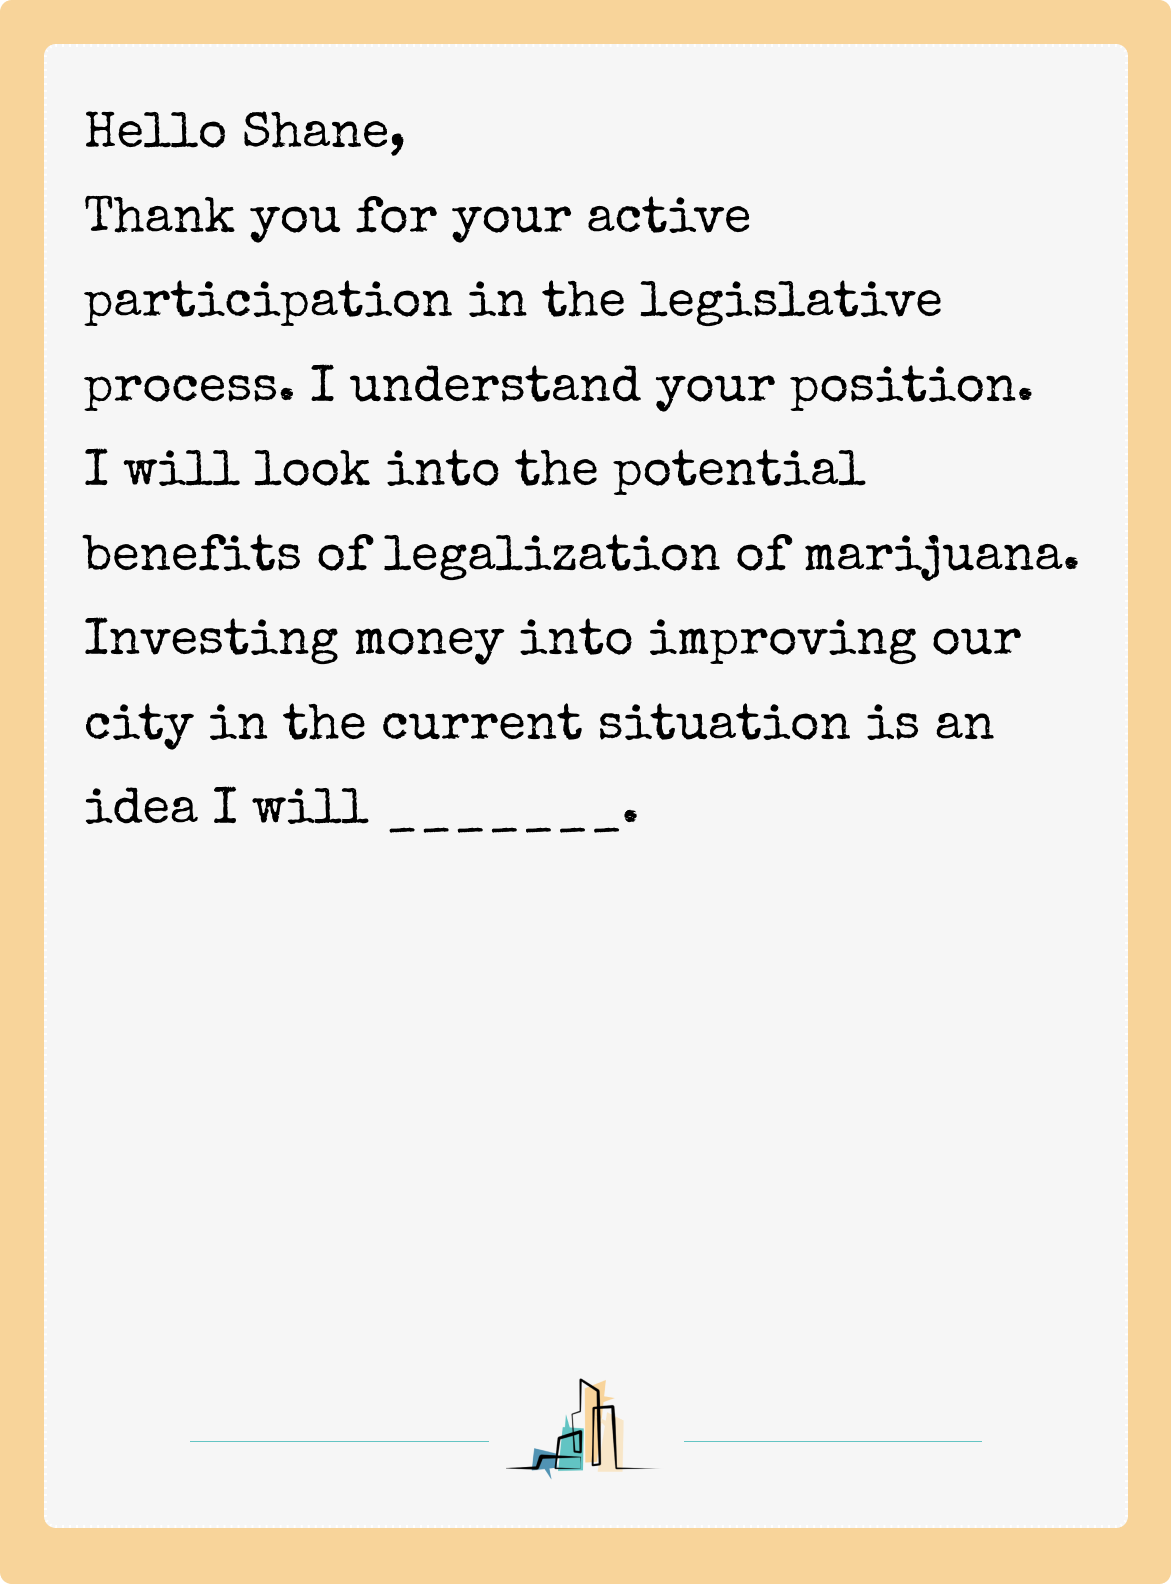 Hello Shane,
Thank you for your active
participation in the legislative
process. I understand your position.
I will look into the potential
benefits of legalization of marijuana.
Investing money into improving our
city in the current situation is an
idea I will _______.